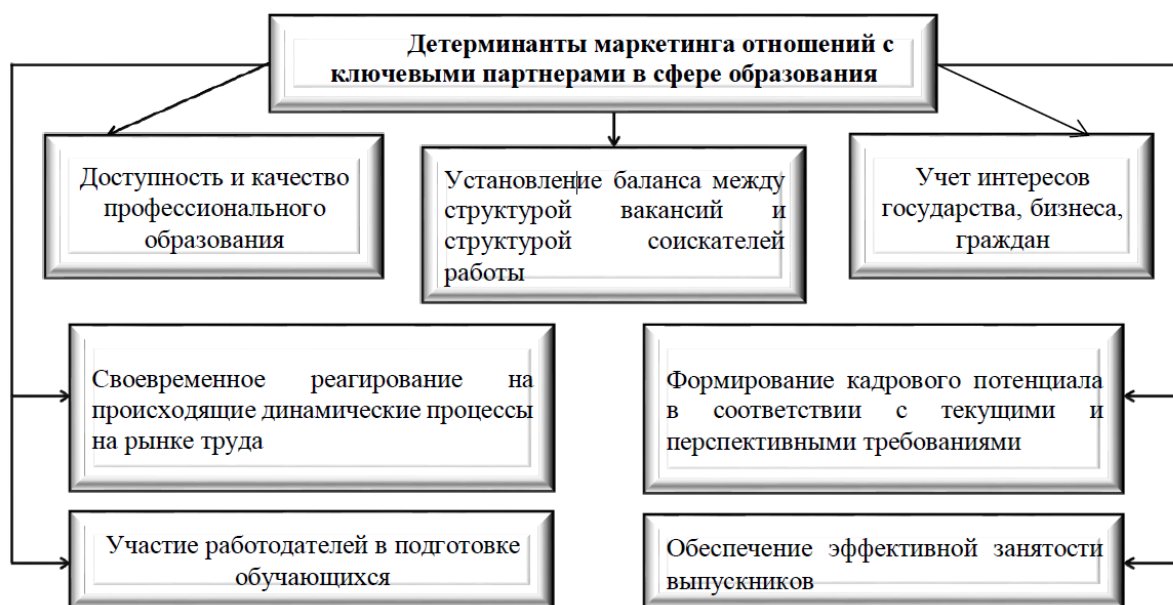 Детерминанты маркетинга отношений с
ключевыми партнерами в сфере образования
Доступность и качество
профессионального
образования
Установление баланса между
структурой вакансий и
структурой соискателей
работы
Учет интересов
государства, бизнеса,
граждан
Своевременное реагирование на
происходящие динамические процессы
на рынке труда
Формирование кадрового потенциала
в соответствии с текущими и
перспективными требованиями
Участие работодателей в подготовке
обучающихся
Обеспечение эффективной занятости
выпускников